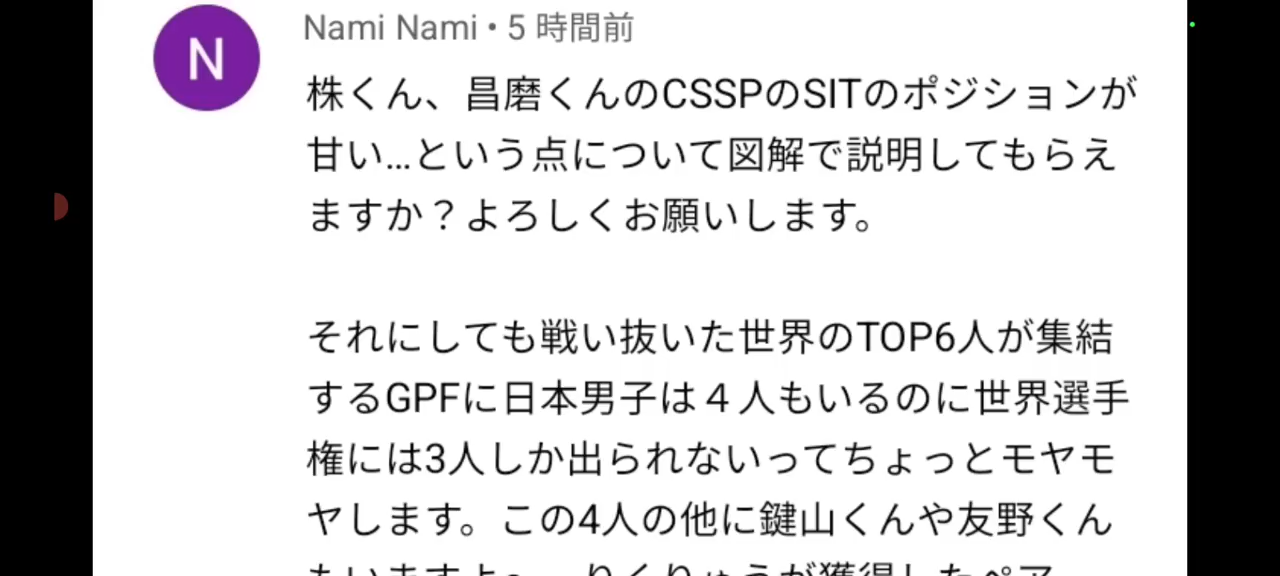 N
Nami Nami • 5 時間前
株くん、昌磨くんのCSSPのSITのポジションが
甘い…という点について図解で説明してもらえ
ますか？よろしくお願いします。
それにしても戦い抜いた世界のTOP6人が集結
するGPFに日本男子は４人もいるのに世界選手
権には3人しか出られないってちょっとモヤモ
ヤします。この4人の他に鍵山くんや友野くん